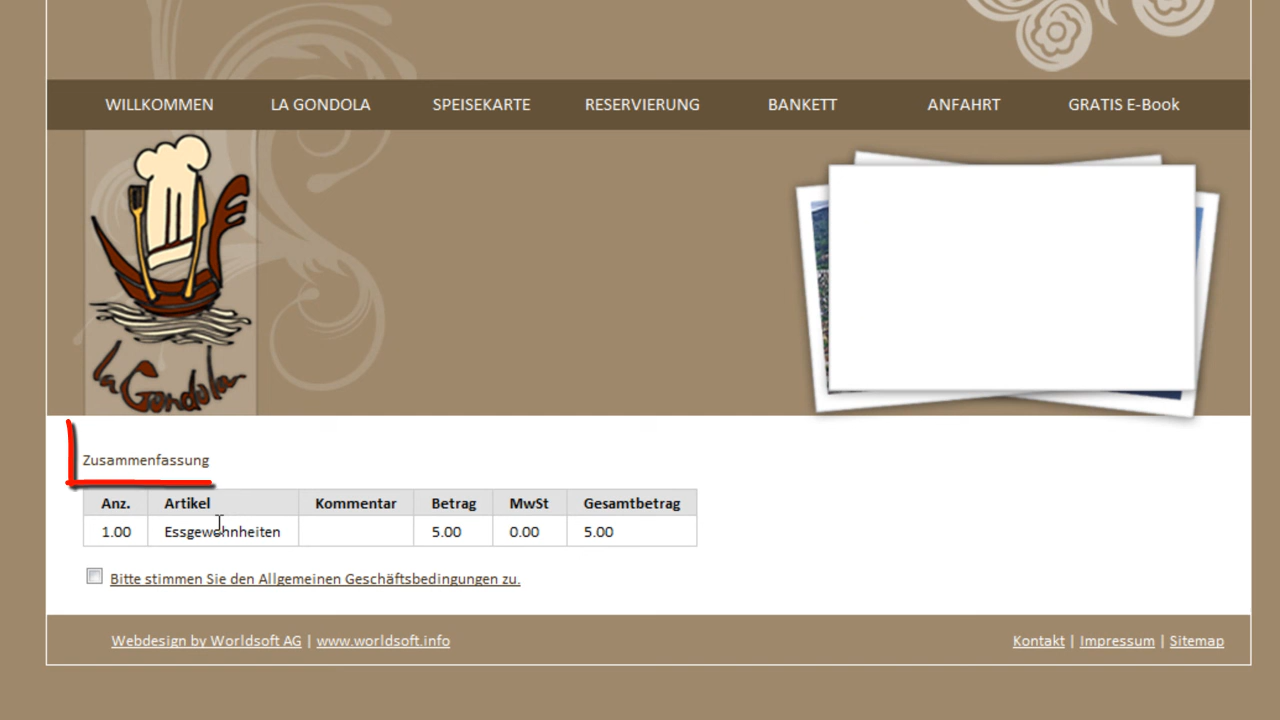 WILLKOMMEN LA GONDOLA SPEISEKARTE RESERVIERUNG BANKETT ANFAHRT GRATIS E-Book
la Gondola
Zusammenfassung
Anz. Artikel Kommentar Betrag MwSt Gesamtbetrag
1.00 Essgewohnheiten 5.00 0.00 5.00
Bitte stimmen Sie den Allgemeinen Geschäftsbedingungen zu.
Webdesign by Worldsoft AG | www.worldsoft.info Kontakt | Impressum | Sitemap